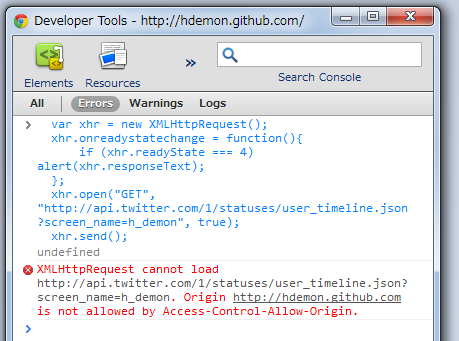 Developer Tools - http://hdemon.github.com/
Elements Resources »
Search Console
All Errors Warnings Logs
> var xhr = new XMLHttpRequest();
xhr.onreadystatechange = function(){
if (xhr.readyState === 4)
alert(xhr.responseText);
};
xhr.open("GET",
"http://api.twitter.com/1/statuses/user_timeline.json
?screen_name=h_demon", true);
xhr.send();
undefined
XMLHttpRequest cannot load
http://api.twitter.com/1/statuses/user_timeline.json?
screen_name=h_demon. Origin http://hdemon.github.com
is not allowed by Access-Control-Allow-Origin.
>